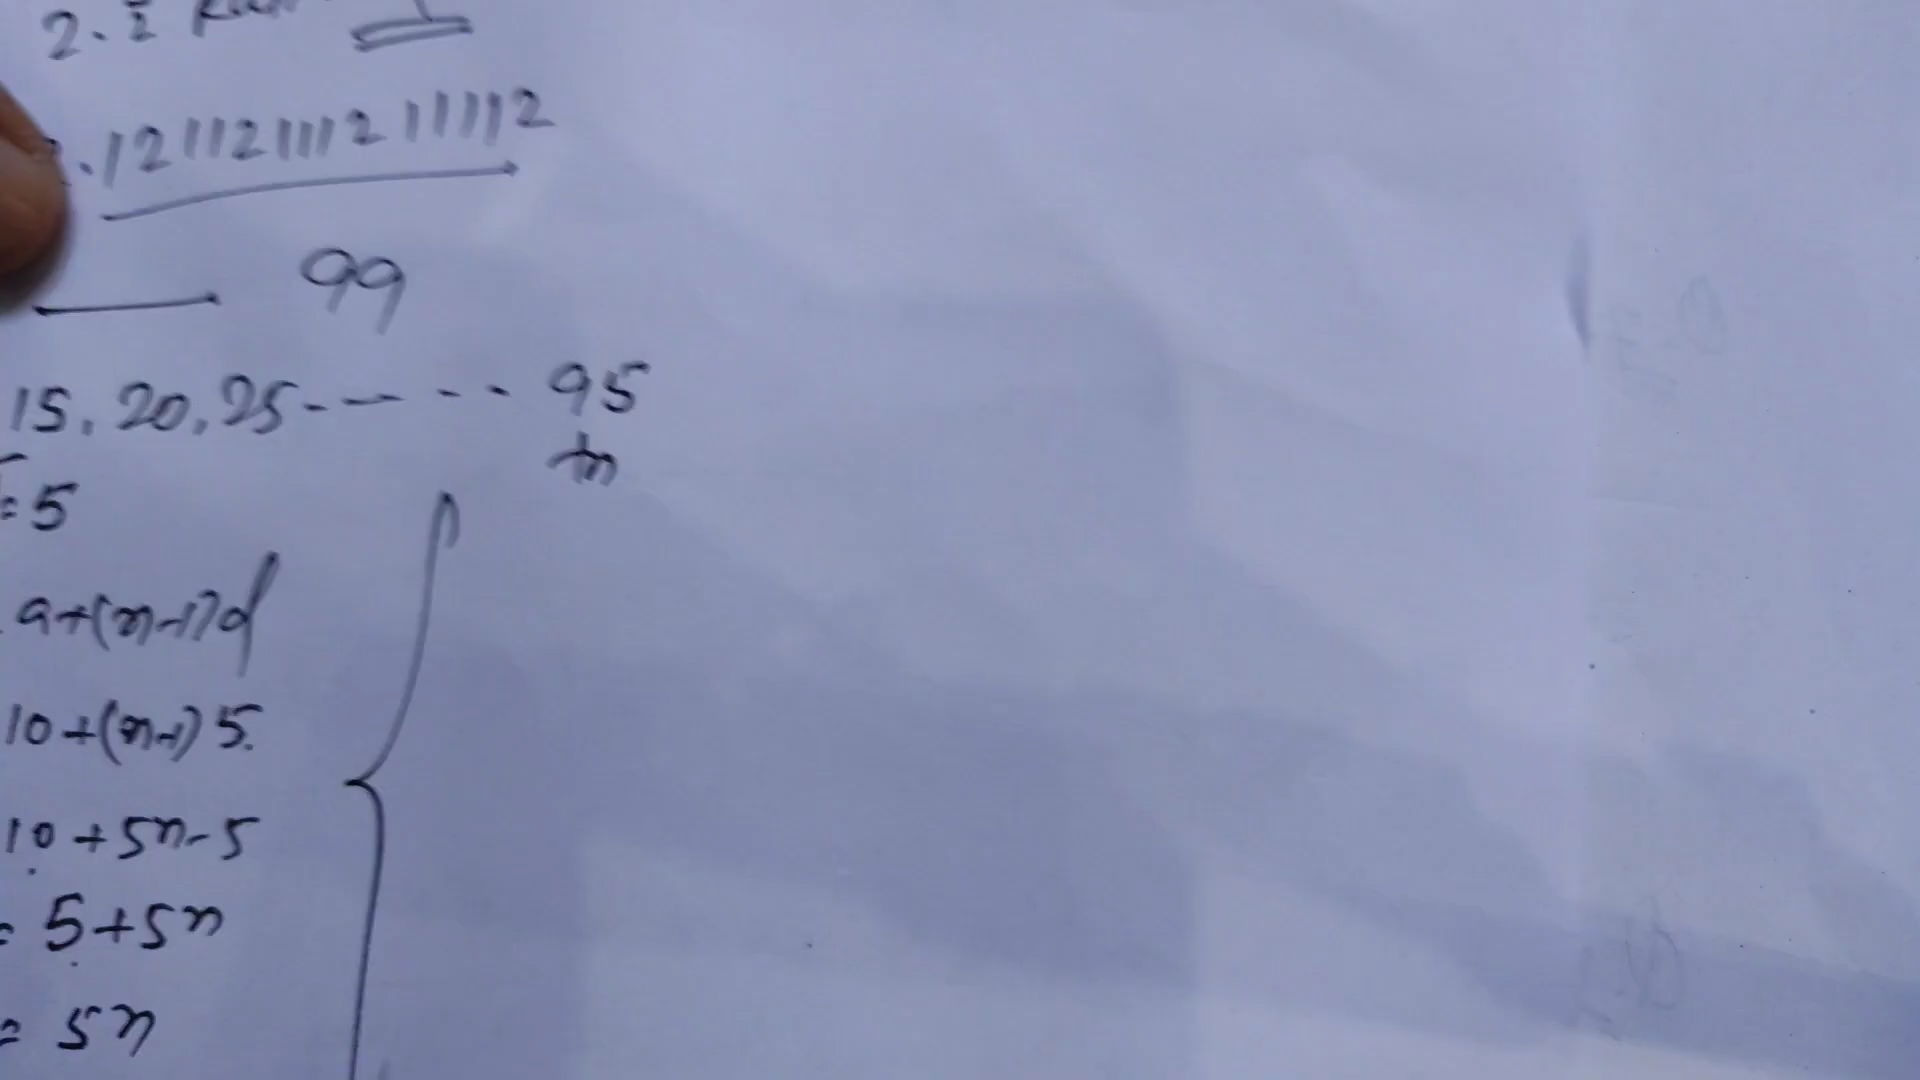 2.
.12112111211112
99
15, 20, 25 - - - - - 95
tn
= 5
a+(n-1)d
10+(n-1)5.
10+5n-5
= 5+5n
= 5n